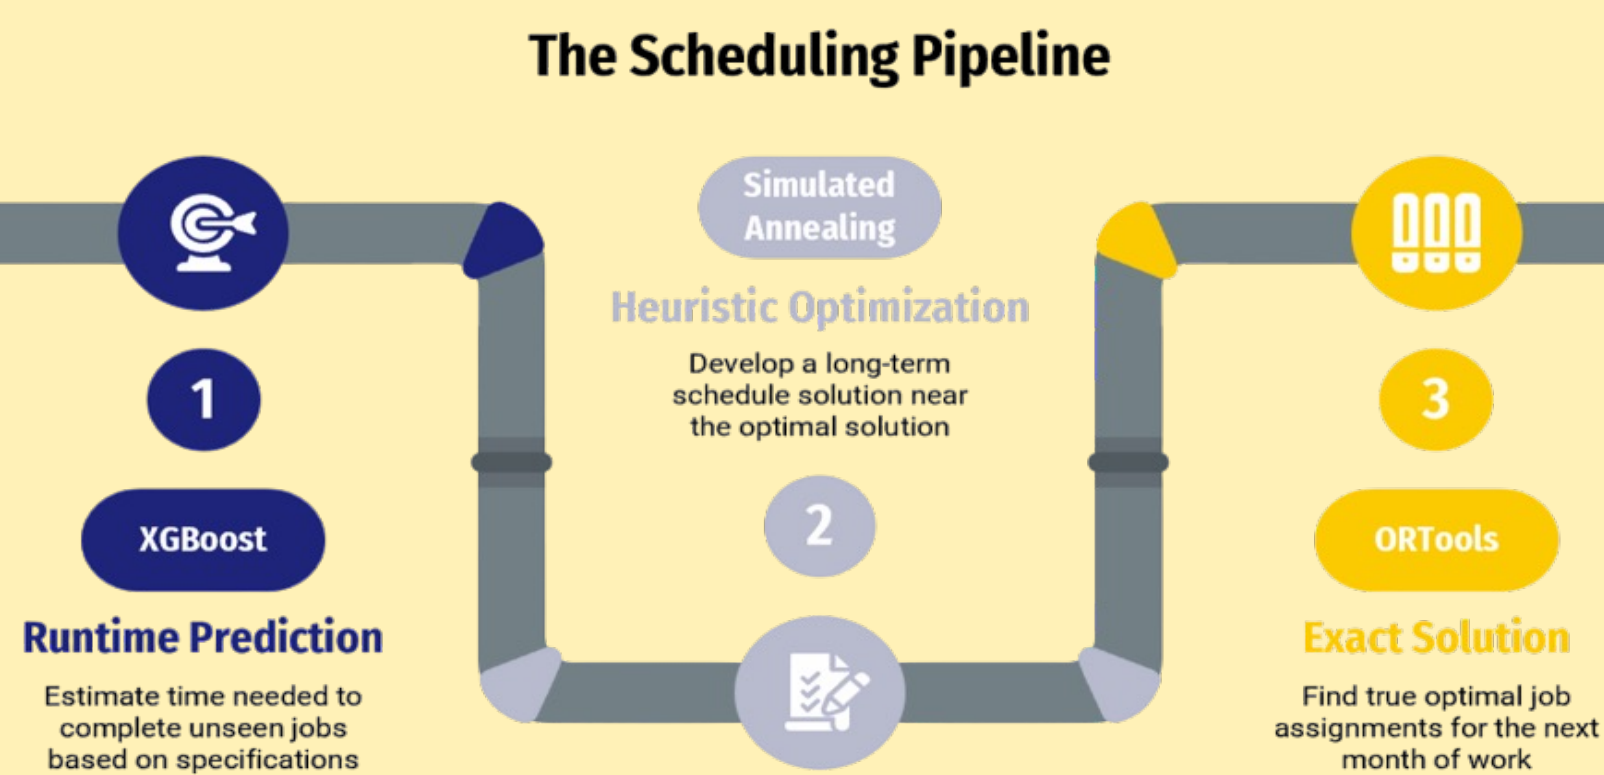 The Scheduling Pipeline
1
XGBoost
Runtime Prediction
Estimate time needed to
complete unseen jobs
based on specifications
Simulated
Annealing
Heuristic Optimization
Develop a long-term
schedule solution near
the optimal solution
2
3
ORTools
Exact Solution
Find true optimal job
assignments for the next
month of work